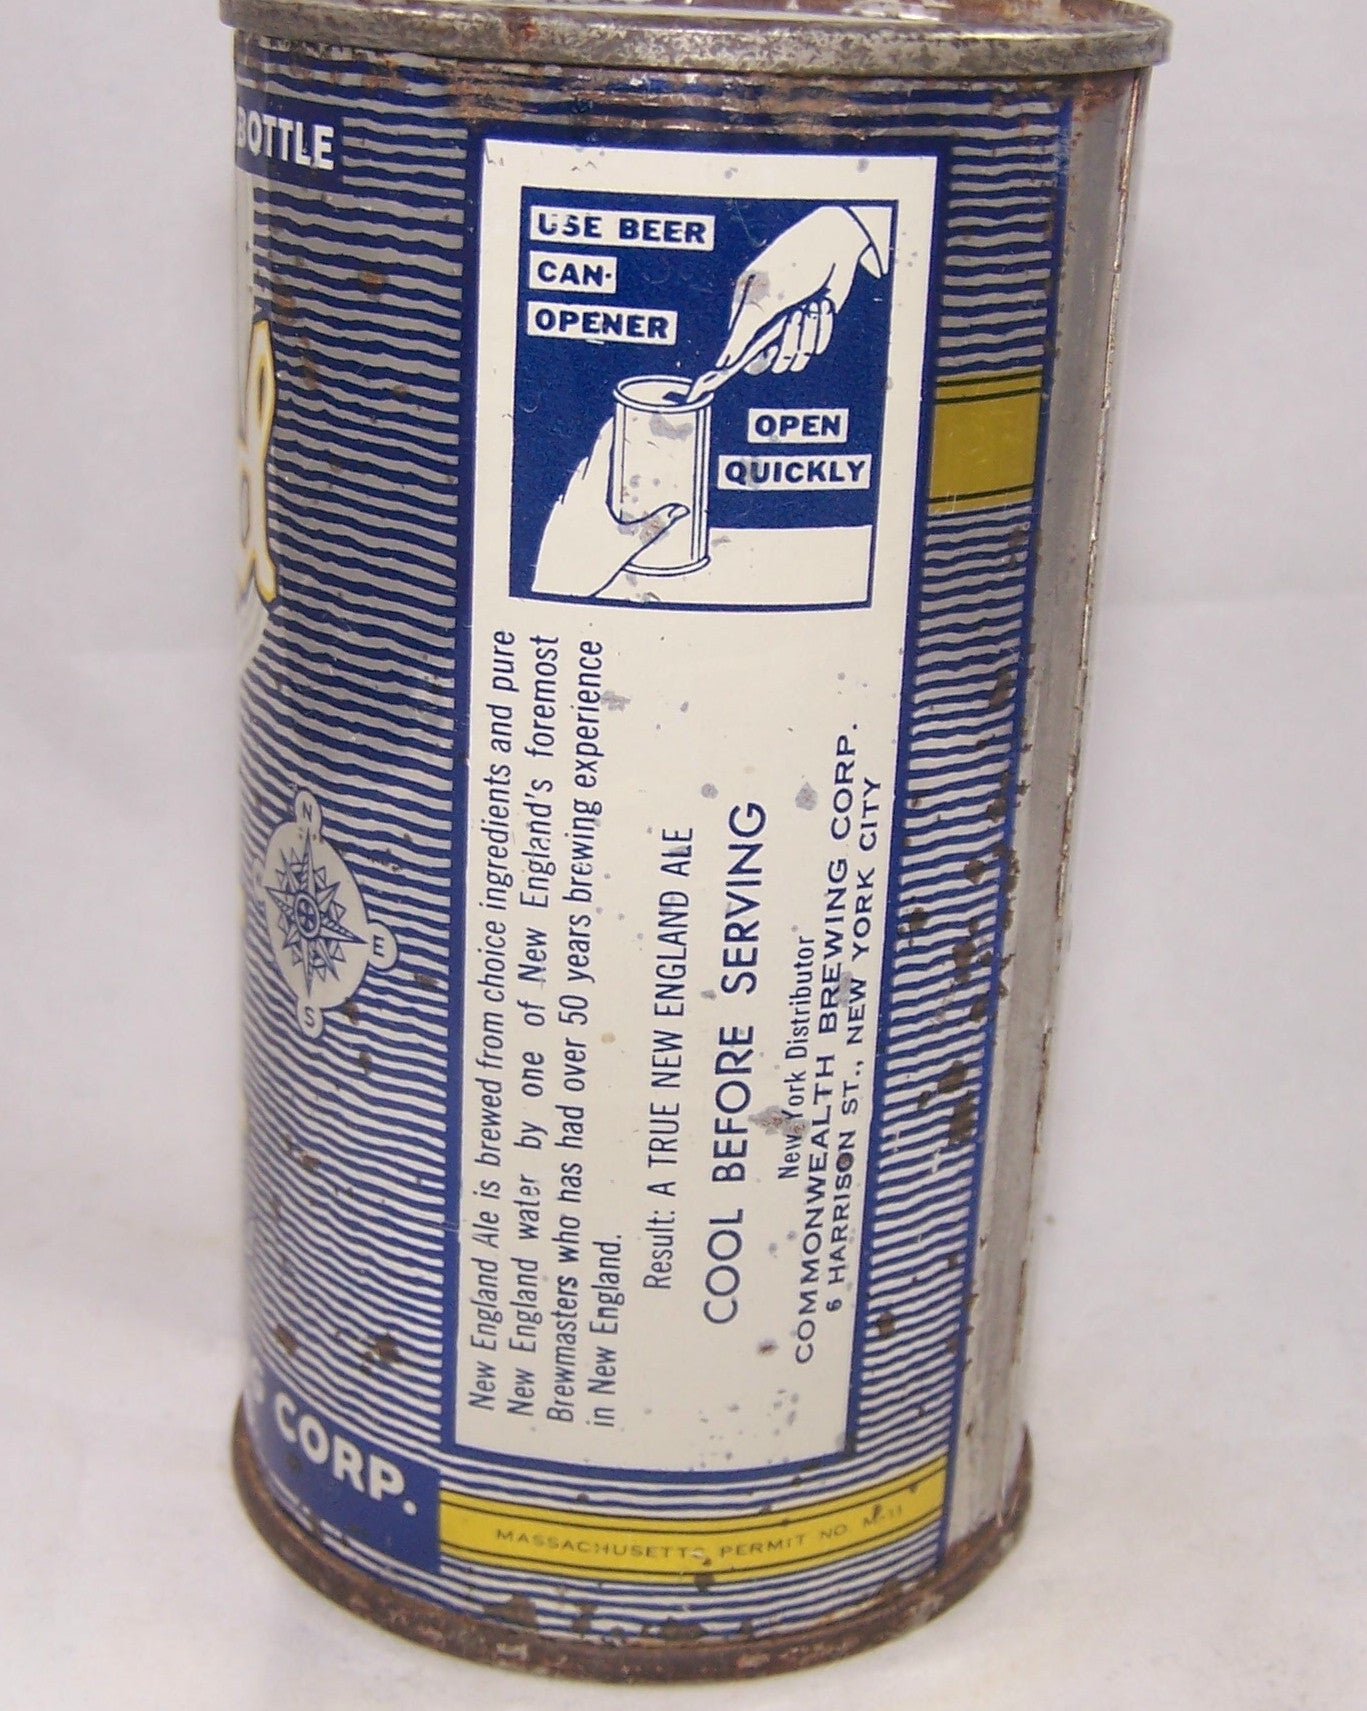 BOTTLE
USE BEER
CAN-
OPENER
OPEN
QUICKLY
New England Ale is brewed from choice ingredients and pure
New England water by one of New England's foremost
Brewmasters who has had over 50 years brewing experience
in New England.
Result: A TRUE NEW ENGLAND ALE
COOL BEFORE SERVING
New York Distributor
COMMONWEALTH BREWING CORP.
6 HARRISON ST., NEW YORK CITY
N
E
S
CORP.
MASSACHUSETTS PERMIT NO. M-11